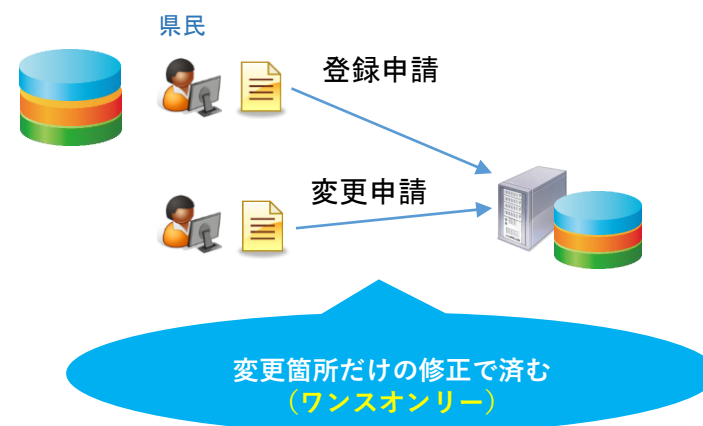 県民
登録申請
変更申請
変更箇所だけの修正で済む
（ワンスオンリー）